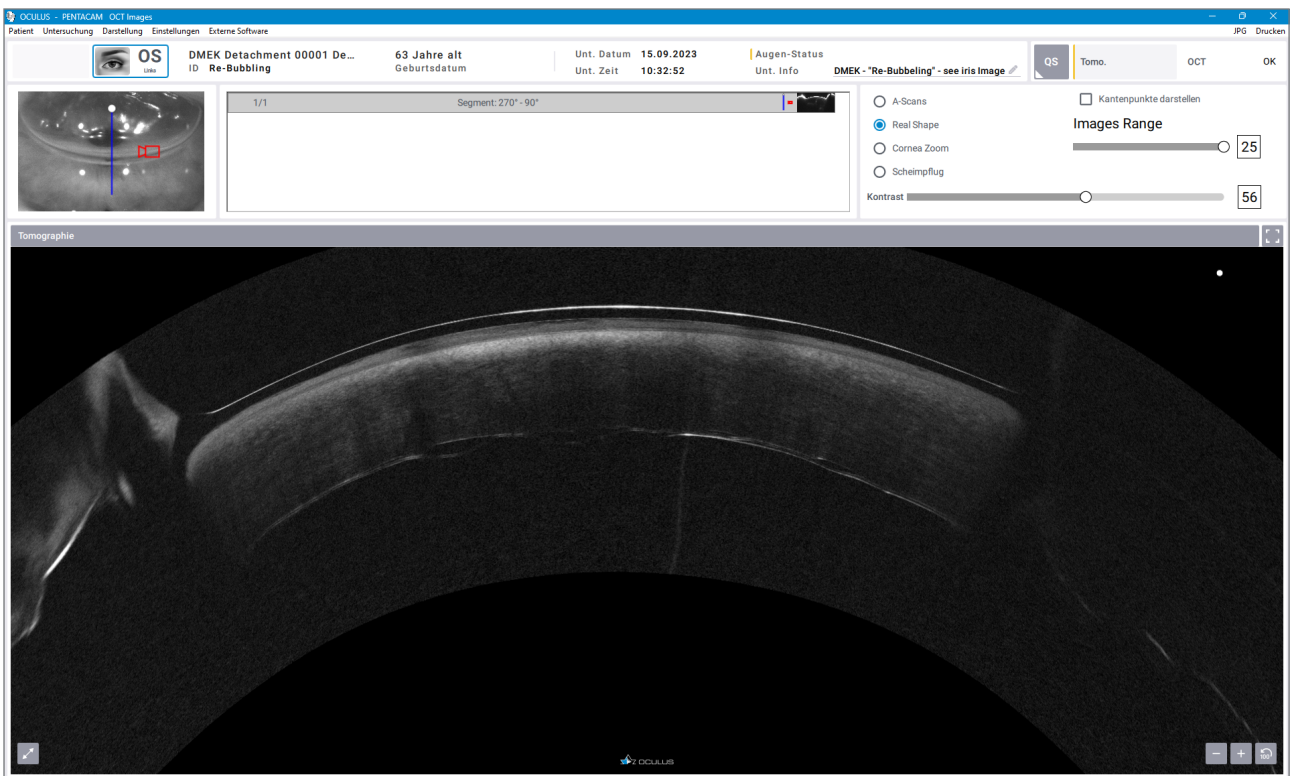 OCULUS - PENTACAM OCT Images
Patient Untersuchung Darstellung Einstellungen Externe Software
JPG Drucken
OS
Links
DMEK Detachment 00001 De...
ID Re-Bubbling
63 Jahre alt
Geburtsdatum
Unt. Datum 15.09.2023
Unt. Zeit 10:32:52
Augen-Status
Unt. Info DMEK - "Re-Bubbeling" - see iris Image
QS
Tomo.
OCT
OK
1/1
Segment: 270° - 90°
A-Scans
Real Shape
Cornea Zoom
Scheimpflug
Kantenpunkte darstellen
Images Range
25
Kontrast
56
Tomographie
OCULUS
100